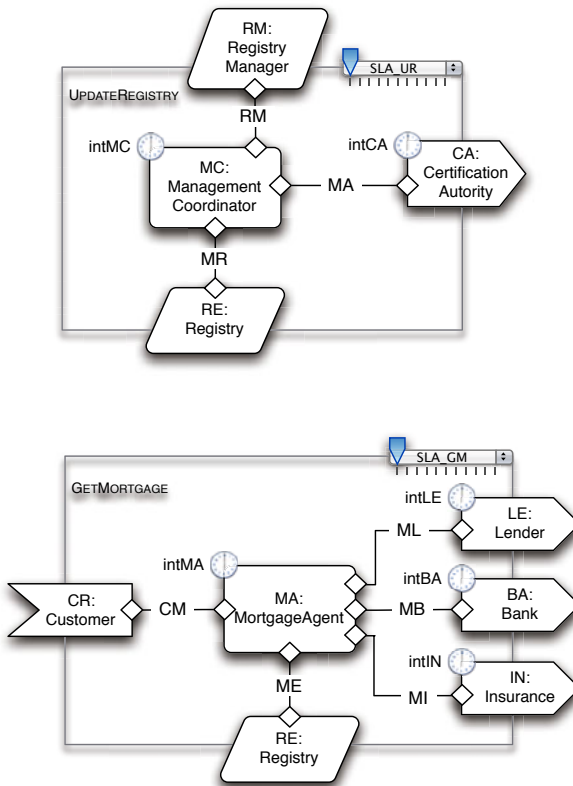 RM:
Registry
Manager
SLA_UR
UPDATEREGISTRY
RM
intMC
intCA
MC:
Management
Coordinator
MA
CA:
Certification
Autority
MR
RE:
Registry
SLA_GM
GETMORTGAGE
intLE
LE:
Lender
ML
intMA
intBA
CR:
Customer
CM
MA:
MortgageAgent
MB
BA:
Bank
intIN
ME
MI
IN:
Insurance
RE:
Registry